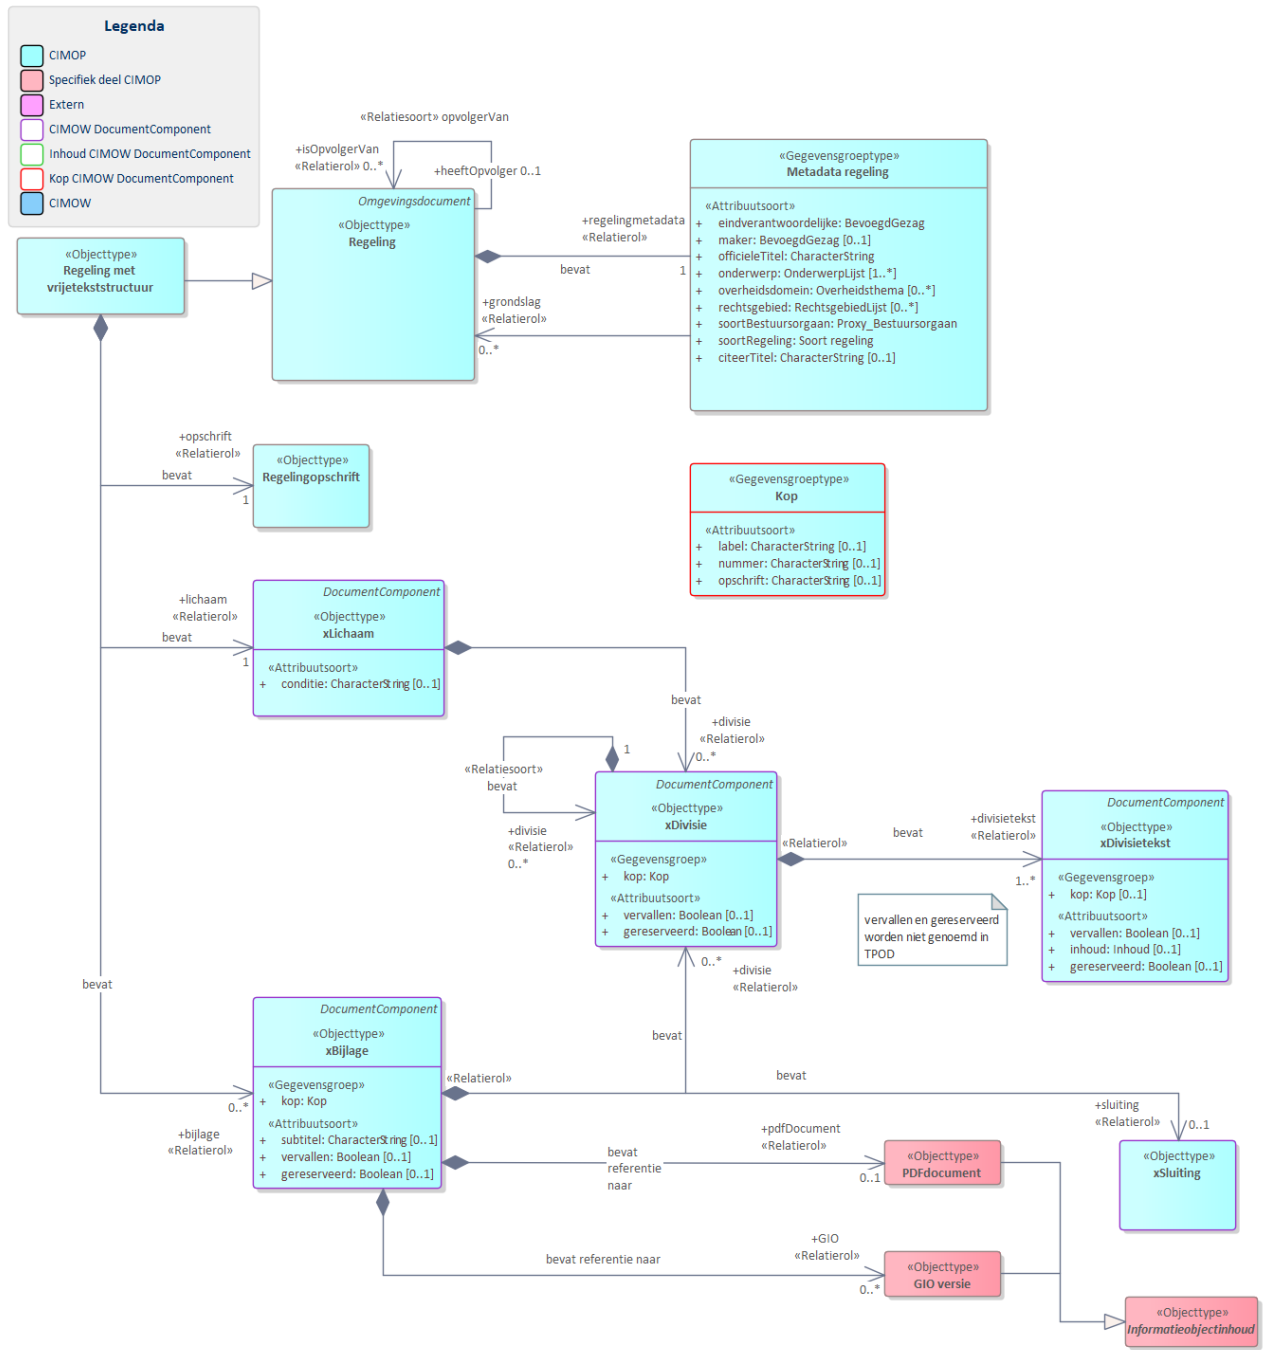 Legenda
CIMOP
Specifiek deel CIMOP
Extern
CIMOW DocumentComponent
Inhoud CIMOW DocumentComponent
Kop CIMOW DocumentComponent
CIMOW
«Relatiesoort» opvolgerVan
+isOpvolgerVan
«Relatierol» 0..*
+heeftOpvolger 0..1
Omgevingsdocument
«Objecttype»
Regeling
+regelingmetadata
«Relatierol»
bevat
1
+grondslag
«Relatierol»
0..*
«Gegevensgroeptype»
Metadata regeling
«Attribuutsoort»
+ eindverantwoordelijke: BevoegdGezag
+ maker: BevoegdGezag [0..1]
+ officieleTitel: CharacterString
+ onderwerp: OnderwerpLijst [1..*]
+ overheidsdomein: Overheidsthema [0..*]
+ rechtsgebied: RechtsgebiedLijst [0..*]
+ soortBestuursorgaan: Proxy_Bestuursorgaan
+ soortRegeling: Soort regeling
+ citeerTitel: CharacterString [0..1]
«Objecttype»
Regeling met
vrijetekststructuur
+opschrift
«Relatierol»
bevat
1
«Objecttype»
Regelingopschrift
«Gegevensgroeptype»
Kop
«Attribuutsoort»
+ label: CharacterString [0..1]
+ nummer: CharacterString [0..1]
+ opschrift: CharacterString [0..1]
+lichaam
«Relatierol»
bevat
1
DocumentComponent
«Objecttype»
xLichaam
«Attribuutsoort»
+ conditie: CharacterString [0..1]
bevat
+divisie
«Relatierol»
0..*
1
«Relatiesoort»
bevat
+divisie
«Relatierol»
0..*
DocumentComponent
«Objecttype»
xDivisie
«Gegevensgroep»
+ kop: Kop
«Attribuutsoort»
+ vervallen: Boolean [0..1]
+ gereserveerd: Boolean [0..1]
«Relatierol»
bevat
+divisietekst
«Relatierol»
1..*
DocumentComponent
«Objecttype»
xDivisietekst
«Gegevensgroep»
+ kop: Kop [0..1]
«Attribuutsoort»
+ vervallen: Boolean [0..1]
+ inhoud: Inhoud [0..1]
+ gereserveerd: Boolean [0..1]
vervallen en gereserveerd
worden niet genoemd in
TPOD
0..*
+divisie
«Relatierol»
bevat
bevat
0..*
+bijlage
«Relatierol»
DocumentComponent
«Objecttype»
xBijlage
«Gegevensgroep»
+ kop: Kop
«Attribuutsoort»
+ subtitel: CharacterString [0..1]
+ vervallen: Boolean [0..1]
+ gereserveerd: Boolean [0..1]
«Relatierol»
bevat
+sluiting
«Relatierol»
0..1
«Objecttype»
xSluiting
bevat
referentie
naar
+pdfDocument
«Relatierol»
0..1
«Objecttype»
PDFdocument
bevat referentie naar
+GIO
«Relatierol»
0..*
«Objecttype»
GIO versie
«Objecttype»
Informatieobjectinhoud